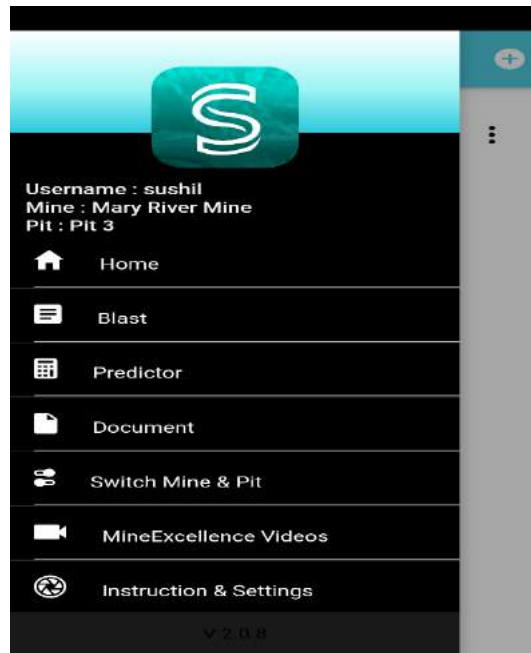 S
Username : sushil
Mine : Mary River Mine
Pit : Pit 3
Home
Blast
Predictor
Document
Switch Mine & Pit
MineExcellence Videos
Instruction & Settings
V 2.0.8